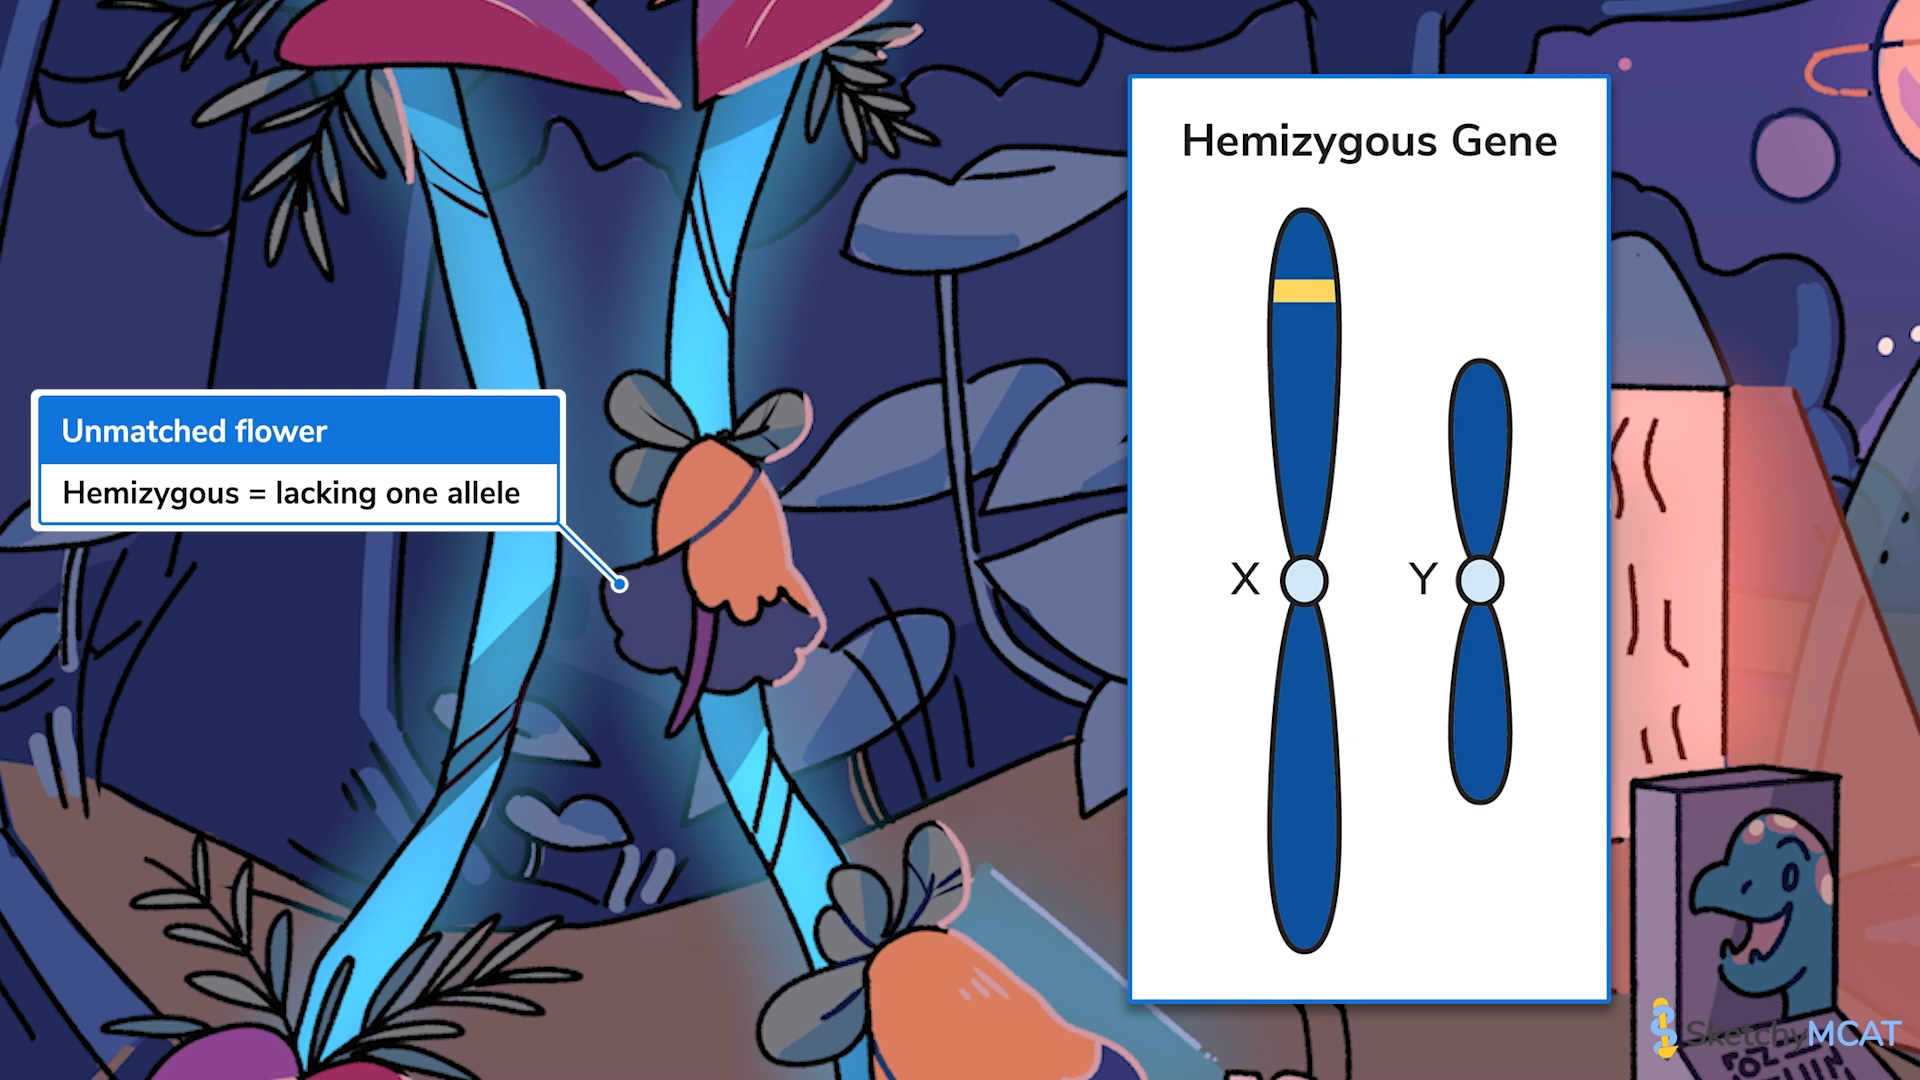 Hemizygous Gene
Unmatched flower
Hemizygous = lacking one allele
X
Y
SketchyMCAT